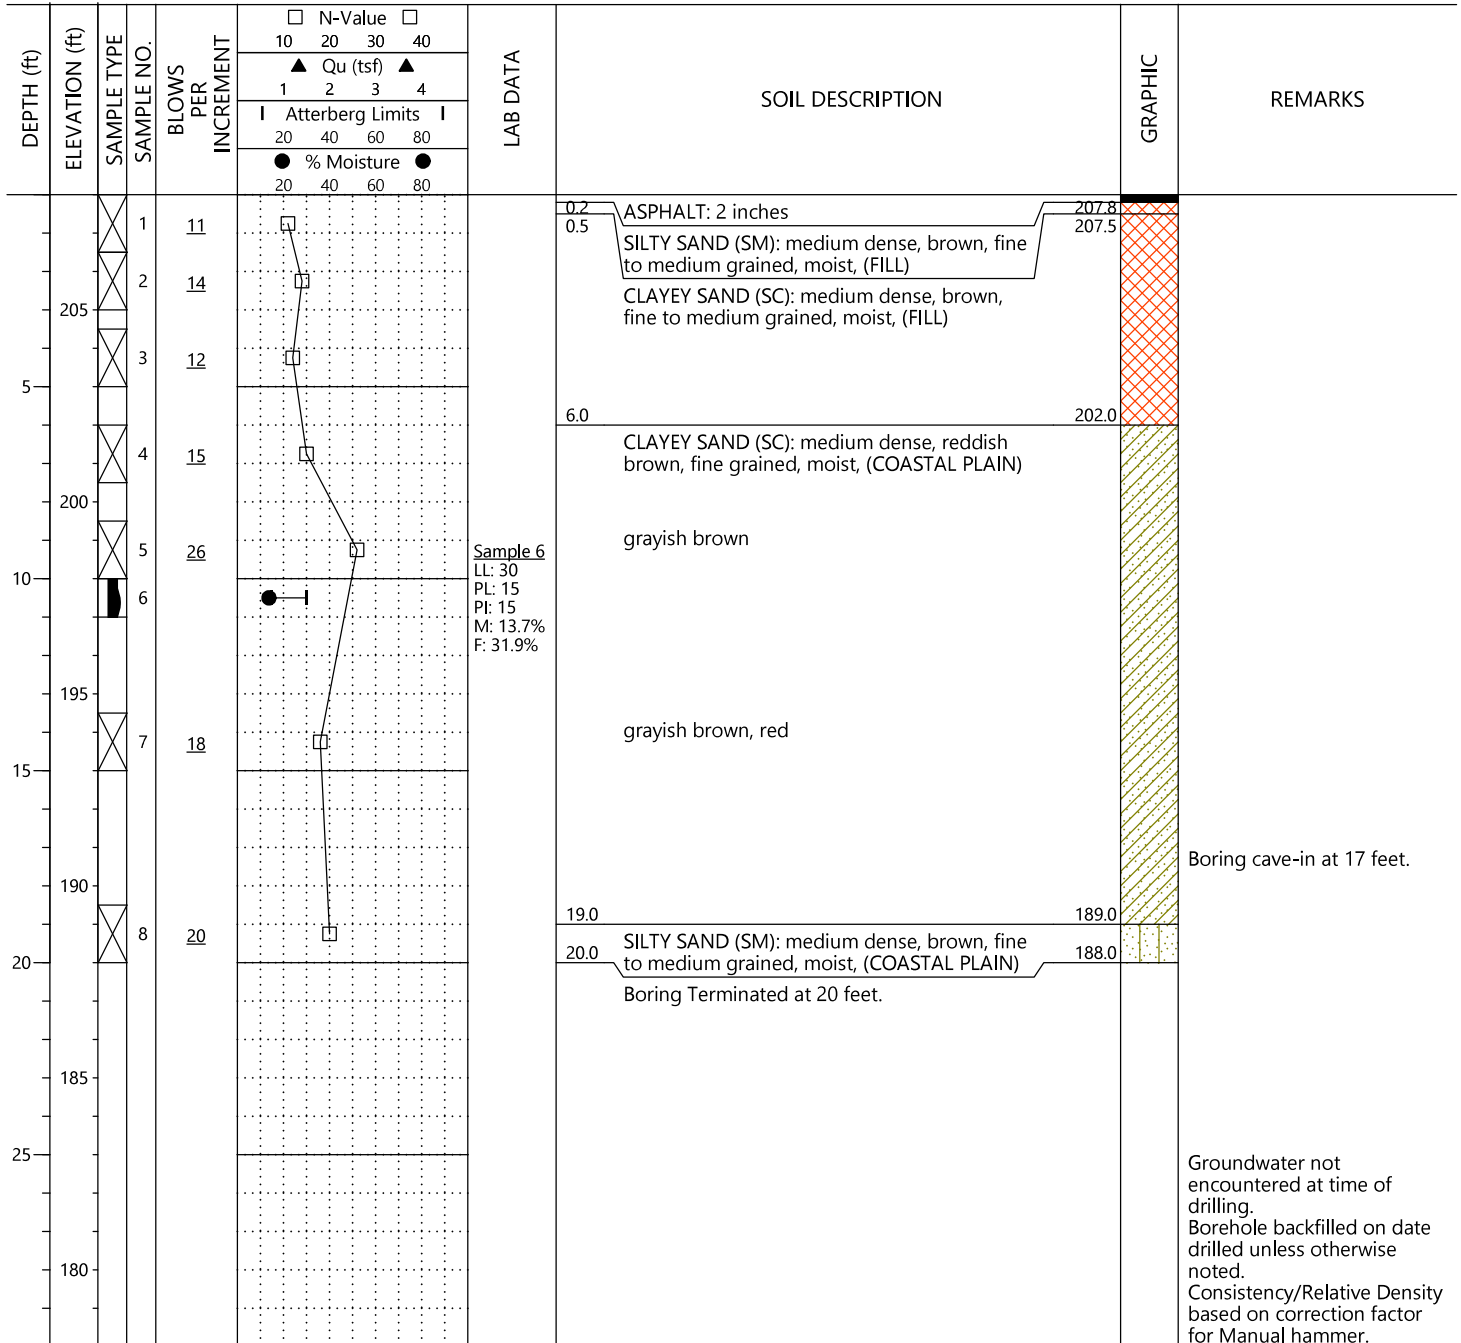 DEPTH (ft)
ELEVATION (ft)
SAMPLE TYPE
SAMPLE NO.
BLOWS
PER
INCREMENT
N-Value
10 20 30 40
▲ Qu (tsf) ▲
1 2 3 4
Atterberg Limits
20 40 60 80
● % Moisture ●
20 40 60 80
LAB DATA
SOIL DESCRIPTION
GRAPHIC
REMARKS
1 11
0.2 ASPHALT: 2 inches 207.8
0.5 207.5
SILTY SAND (SM): medium dense, brown, fine
to medium grained, moist, (FILL)
2 14
CLAYEY SAND (SC): medium dense, brown,
fine to medium grained, moist, (FILL)
205
3 12
5
6.0 202.0
CLAYEY SAND (SC): medium dense, reddish
brown, fine grained, moist, (COASTAL PLAIN)
4 15
200
grayish brown
5 26
Sample 6
LL: 30
PL: 15
PI: 15
M: 13.7%
F: 31.9%
10
6
195
grayish brown, red
7 18
15
Boring cave-in at 17 feet.
190
19.0 189.0
8 20
SILTY SAND (SM): medium dense, brown, fine
to medium grained, moist, (COASTAL PLAIN)
20.0 188.0
20
Boring Terminated at 20 feet.
185
25
Groundwater not
encountered at time of
drilling.
Borehole backfilled on date
drilled unless otherwise
noted.
180
Consistency/Relative Density
based on correction factor
for Manual hammer.